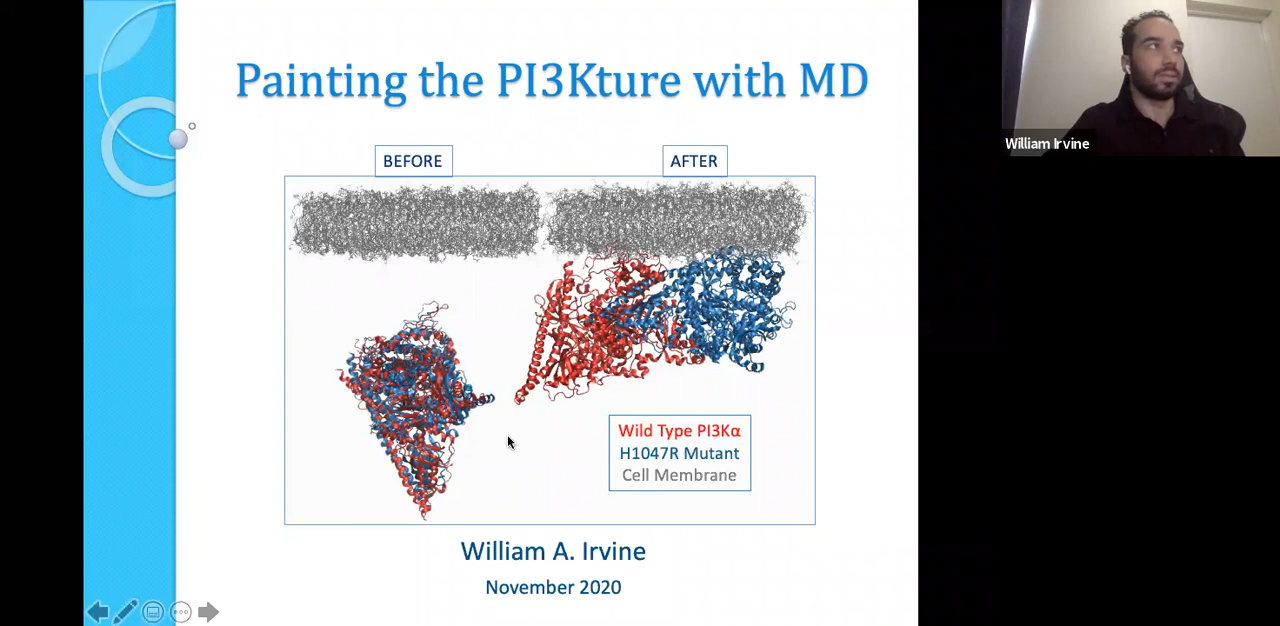 Painting the PI3Kture with MD
BEFORE
AFTER
Wild Type PI3Kα
H1047R Mutant
Cell Membrane
William A. Irvine
November 2020
William Irvine